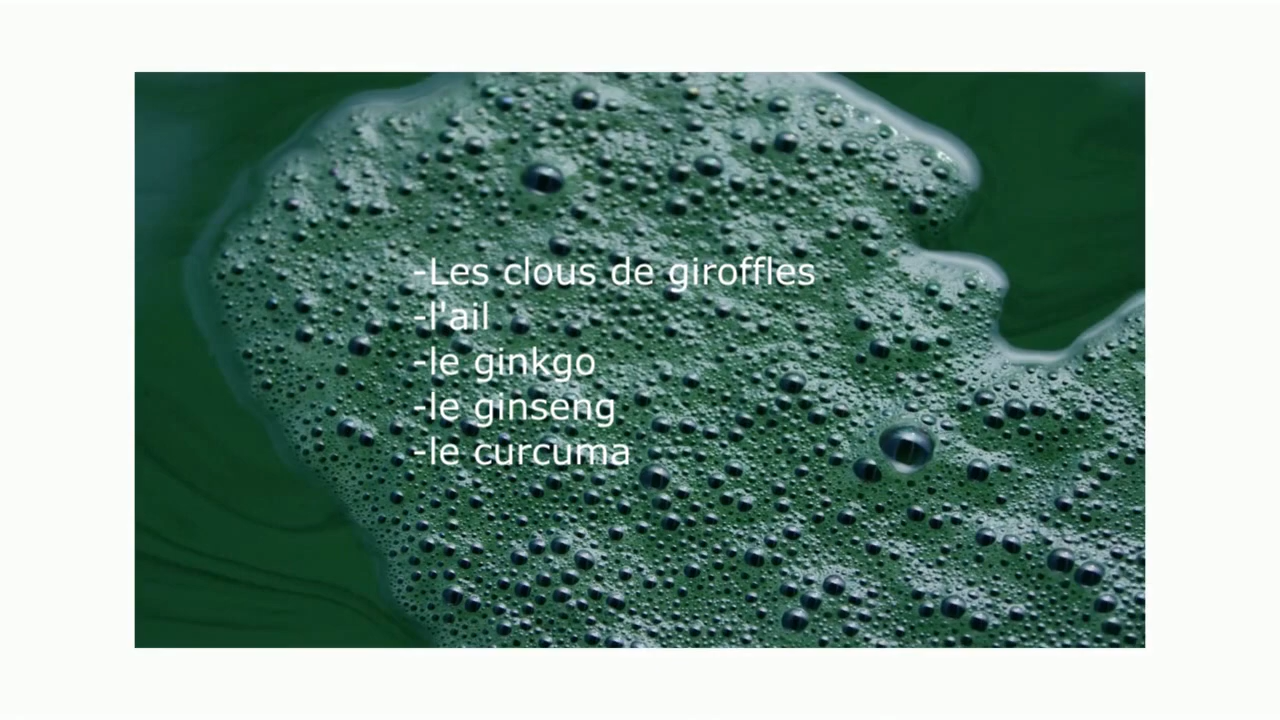 -Les clous de giroffles
-l'ail
-le ginkgo
-le ginseng
-le curcuma